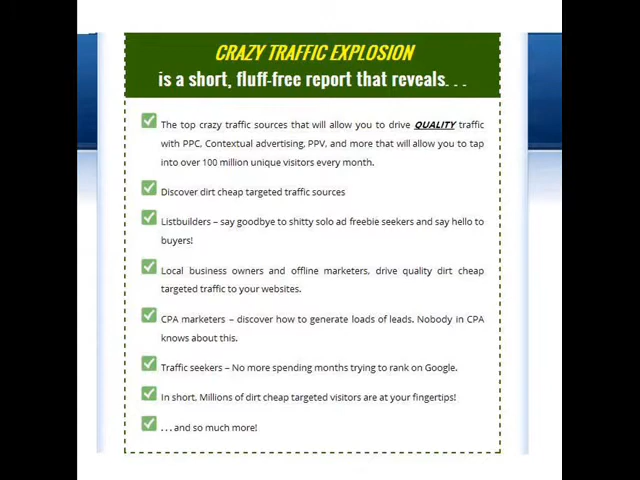 CRAZY TRAFFIC EXPLOSION
is a short, fluff-free report that reveals. . .
The top crazy traffic sources that will allow you to drive QUALITY traffic
with PPC, Contextual advertising, PPV, and more that will allow you to tap
into over 100 million unique visitors every month.
Discover dirt cheap targeted traffic sources
Listbuilders – say goodbye to shitty solo ad freebie seekers and say hello to
buyers!
Local business owners and offline marketers, drive quality dirt cheap
targeted traffic to your websites.
CPA marketers – discover how to generate loads of leads. Nobody in CPA
knows about this.
Traffic seekers – No more spending months trying to rank on Google.
In short, Millions of dirt cheap targeted visitors are at your fingertips!
. . . and so much more!